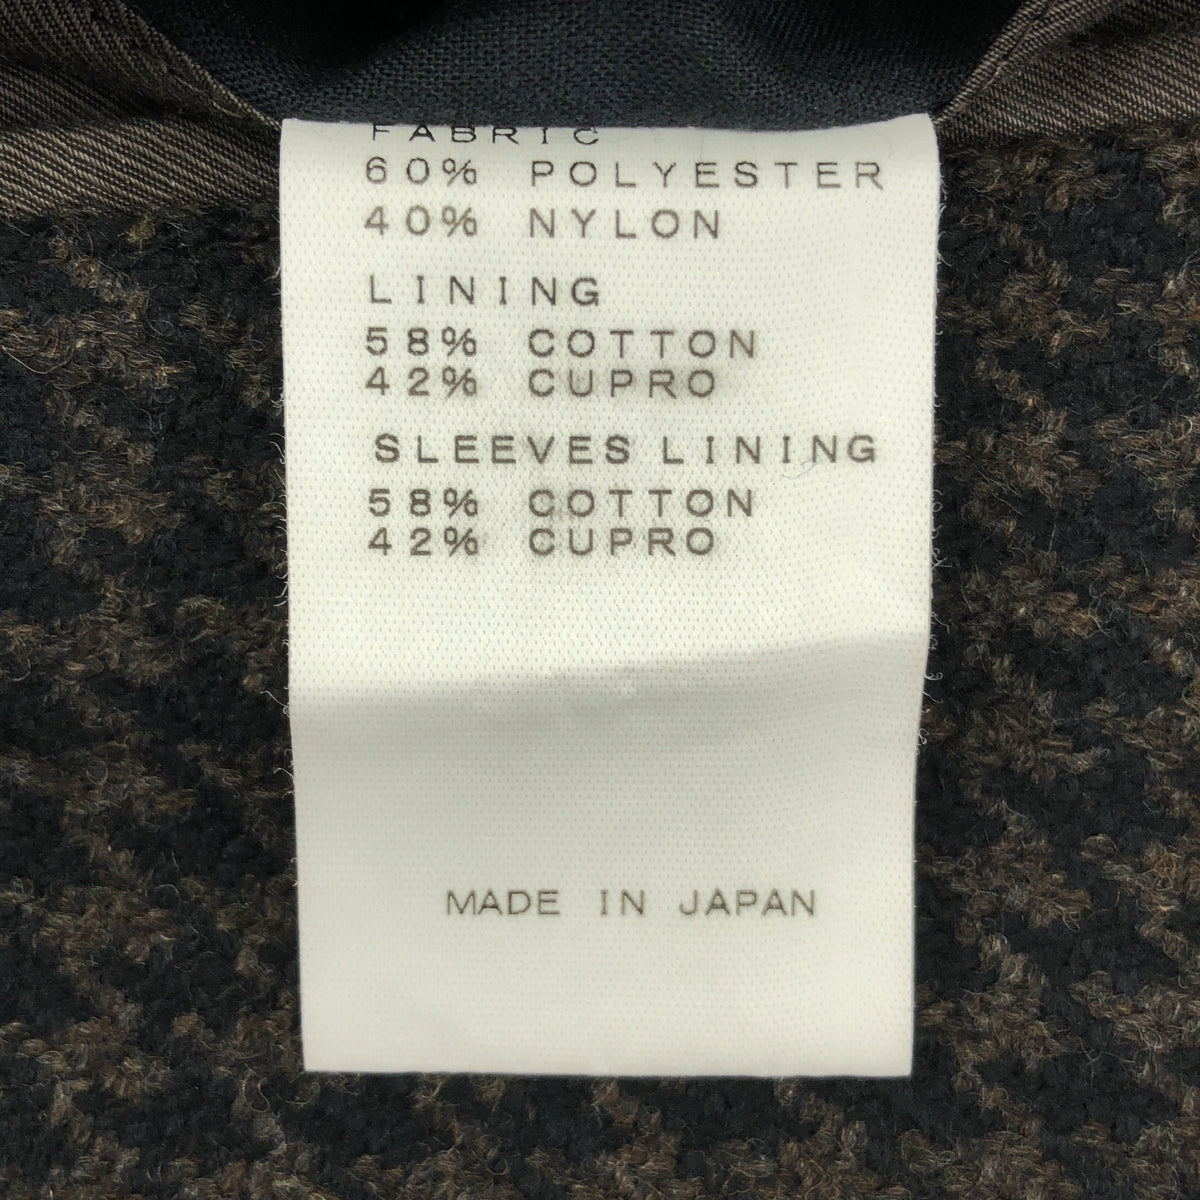 FABRIC
60% POLYESTER
40% NYLON
LINING
58% COTTON
42% CUPRO
SLEEVES LINING
58% COTTON
42% CUPRO
MADE IN JAPAN